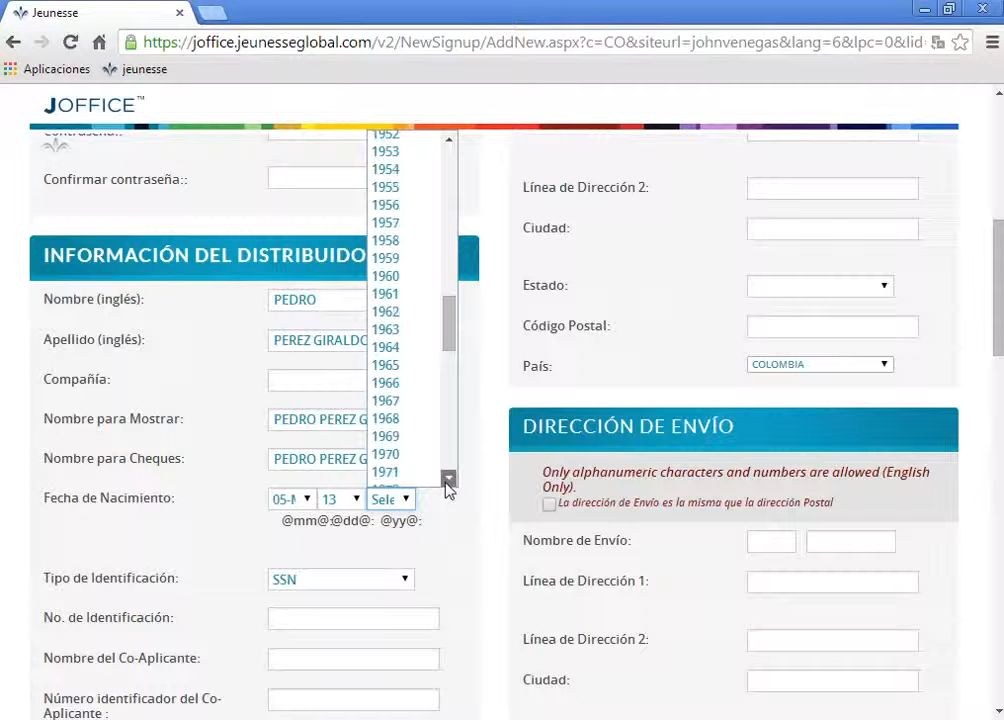 Jeunesse
https://joffice.jeunesseglobal.com/v2/NewSignup/AddNew.aspx?c=CO&siteurl=johnvenegas&lang=6&lpc=0&lid
Aplicaciones jeunesse
JOFFICE™
Confirmar contraseña::
INFORMACIÓN DEL DISTRIBUIDO
Nombre (inglés): PEDRO
Apellido (inglés): PEREZ GIRALDO
Compañía:
Nombre para Mostrar: PEDRO PEREZ G
Nombre para Cheques: PEDRO PEREZ G
Fecha de Nacimiento: 05-M 13 Sele
@mm@: @dd@: @yy@:
1952
1953
1954
1955
1956
1957
1958
1959
1960
1961
1962
1963
1964
1965
1966
1967
1968
1969
1970
1971
Tipo de Identificación: SSN
No. de Identificación:
Nombre del Co-Aplicante:
Número identificador del Co-
Aplicante :
Línea de Dirección 2:
Ciudad:
Estado:
Código Postal:
País: COLOMBIA
DIRECCIÓN DE ENVÍO
Only alphanumeric characters and numbers are allowed (English
Only).
La dirección de Envío es la misma que la dirección Postal
Nombre de Envío:
Línea de Dirección 1:
Línea de Dirección 2:
Ciudad: